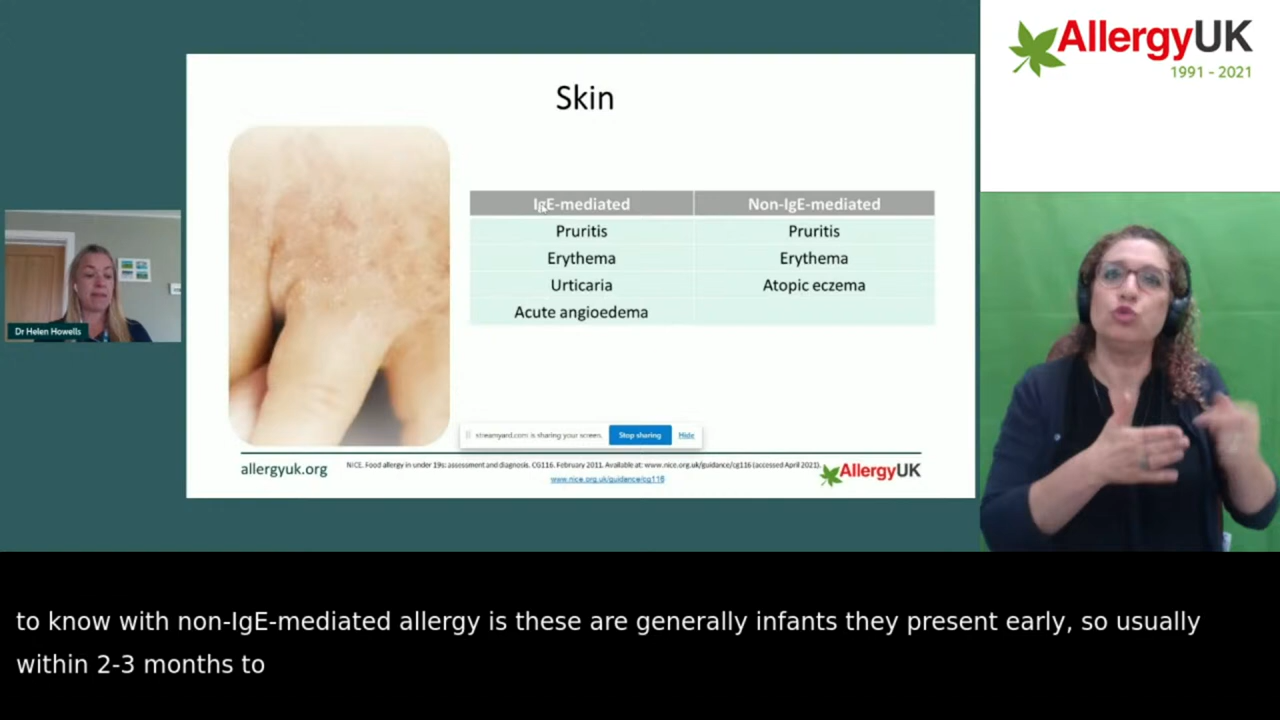 AllergyUK
1991 - 2021
Skin
IgE-mediated Non-IgE-mediated
Pruritis Pruritis
Erythema Erythema
Urticaria Atopic eczema
Acute angioedema
Dr Helen Howells
streamyard.com is sharing your screen. Stop sharing Hide
allergyuk.org
NICE. Food allergy in under 19s: assessment and diagnosis. CG116. February 2011. Available at: www.nice.org.uk/guidance/cg116 (accessed April 2021).
www.nice.org.uk/guidance/cg116
AllergyUK
to know with non-IgE-mediated allergy is these are generally infants they present early, so usually
within 2-3 months to